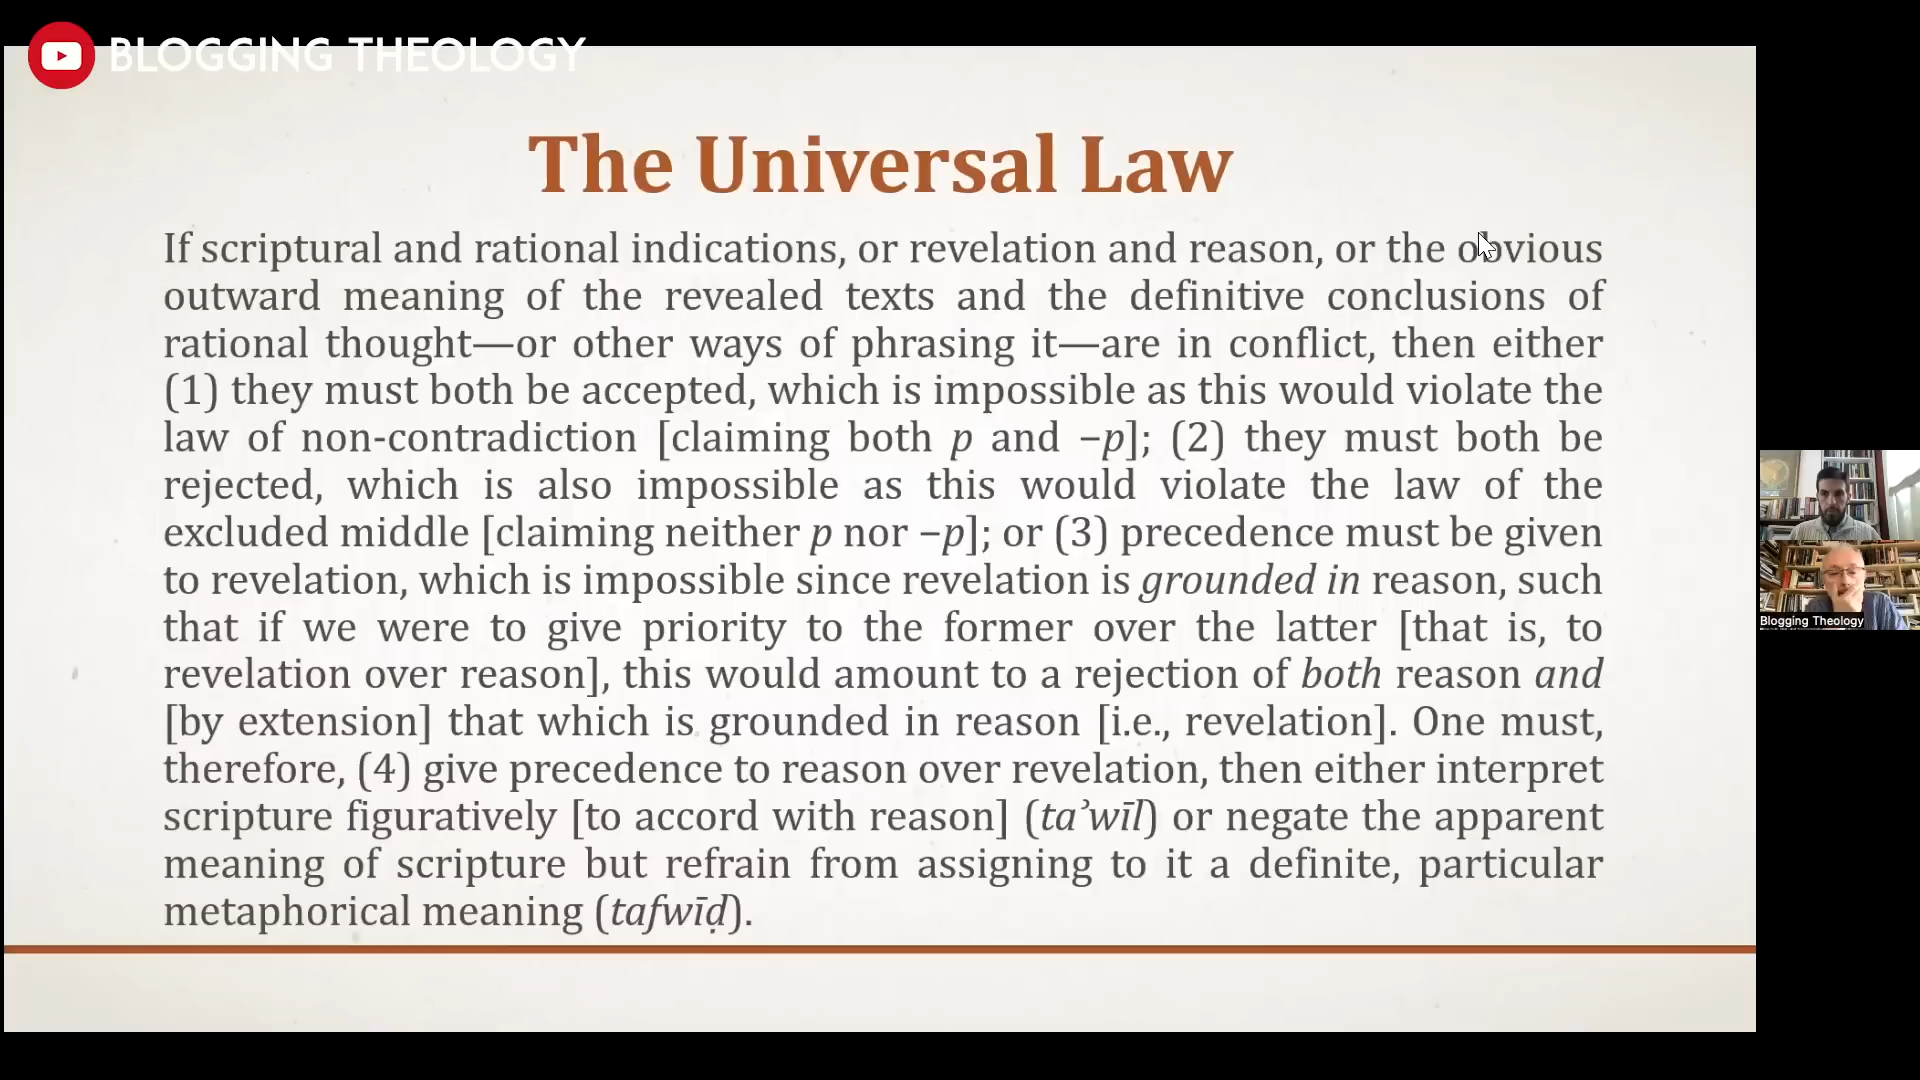 BLOGGING THEOLOGY
The Universal Law
If scriptural and rational indications, or revelation and reason, or the obvious
outward meaning of the revealed texts and the definitive conclusions of
rational thought—or other ways of phrasing it—are in conflict, then either
(1) they must both be accepted, which is impossible as this would violate the
law of non-contradiction [claiming both p and –p]; (2) they must both be
rejected, which is also impossible as this would violate the law of the
excluded middle [claiming neither p nor –p]; or (3) precedence must be given
to revelation, which is impossible since revelation is grounded in reason, such
that if we were to give priority to the former over the latter [that is, to
revelation over reason], this would amount to a rejection of both reason and
[by extension] that which is grounded in reason [i.e., revelation]. One must,
therefore, (4) give precedence to reason over revelation, then either interpret
scripture figuratively [to accord with reason] (taʾwīl) or negate the apparent
meaning of scripture but refrain from assigning to it a definite, particular
metaphorical meaning (tafwīḍ).
Blogging Theology